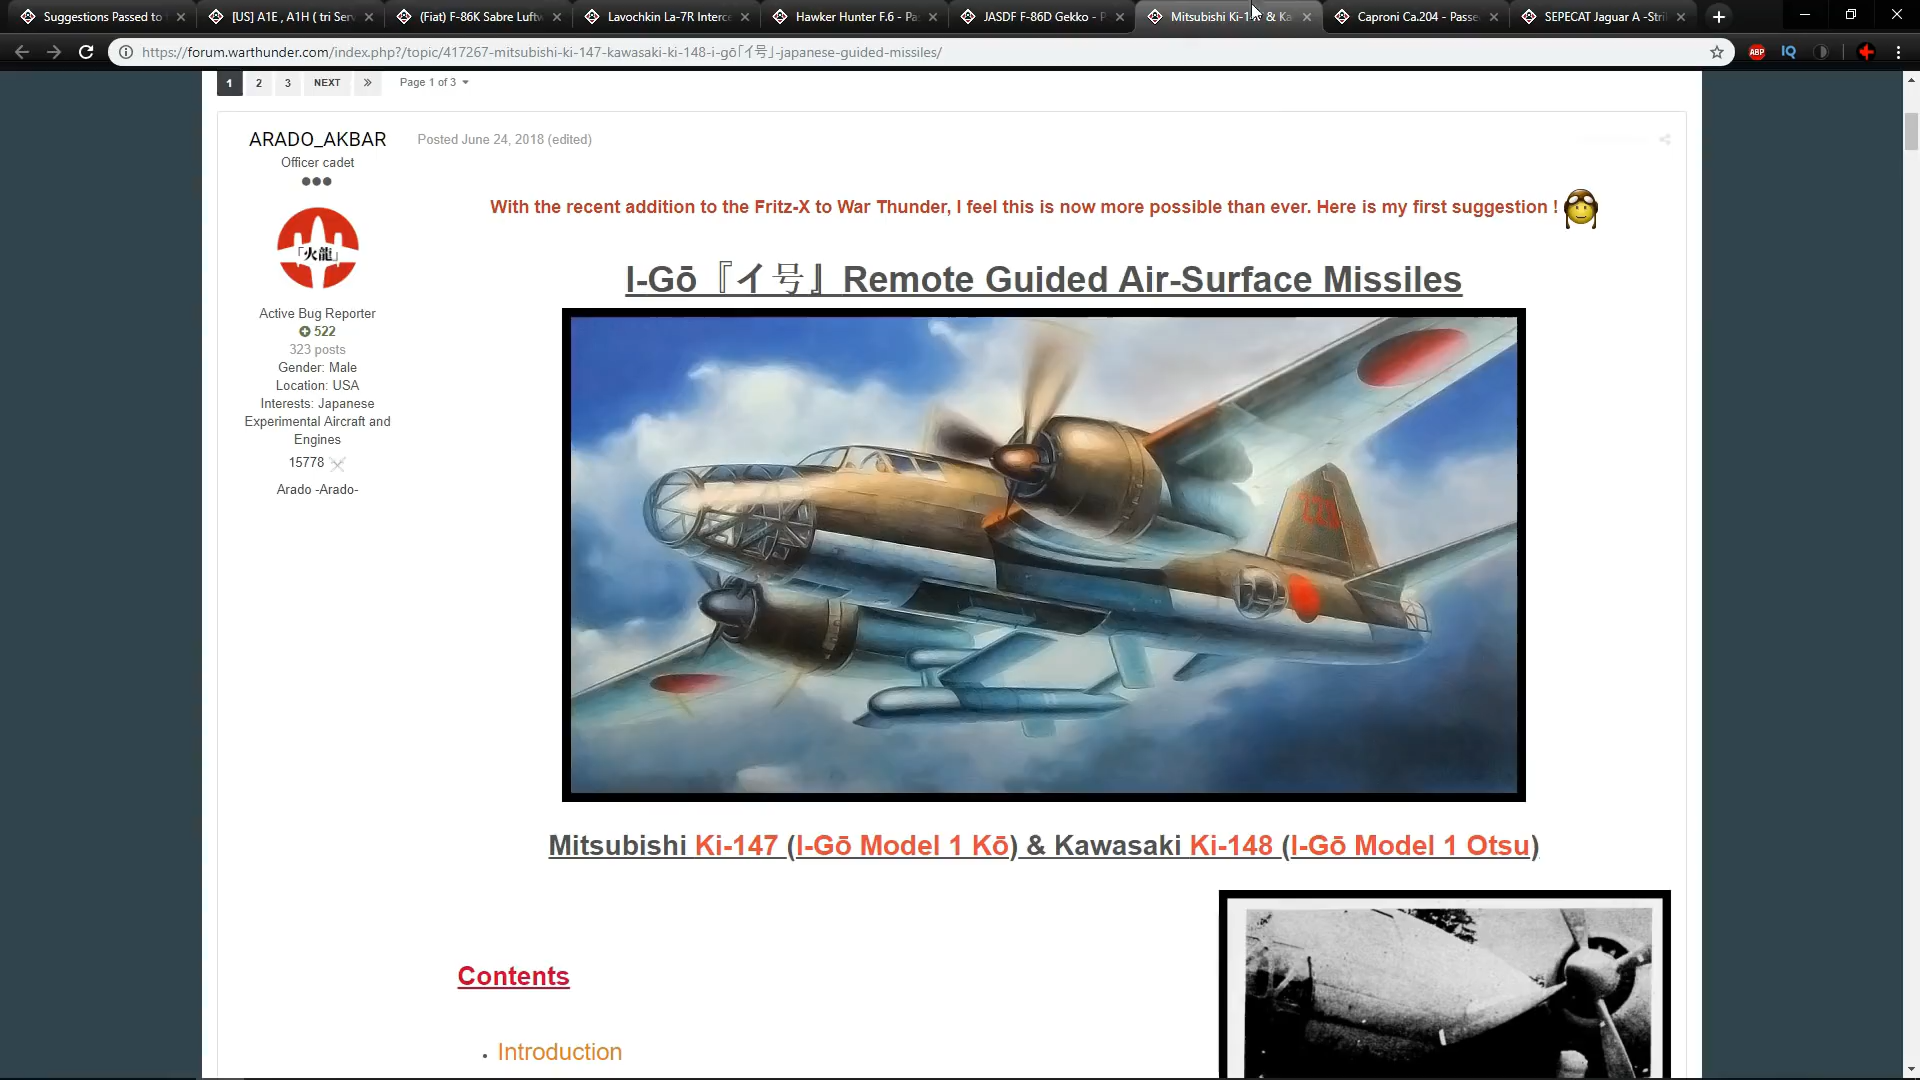 Suggestions Passed to
[US] A1E , A1H ( tri Serv
(Fiat) F-86K Sabre Luftw
Lavochkin La-7R Interce
Hawker Hunter F.6 - Pa
JASDF F-86D Gekko - P
Mitsubishi Ki-147 & Ka
Caproni Ca.204 - Passe
SEPECAT Jaguar A -Stri
https://forum.warthunder.com/index.php?/topic/417267-mitsubishi-ki-147-kawasaki-ki-148-i-gō「イ号」-japanese-guided-missiles/
ABP
IQ
1 2 3 NEXT » Page 1 of 3
ARADO_AKBAR
Officer cadet
「火龍」
Active Bug Reporter
522
323 posts
Gender: Male
Location: USA
Interests: Japanese
Experimental Aircraft and
Engines
15778
Arado -Arado-
Posted June 24, 2018 (edited)
With the recent addition to the Fritz-X to War Thunder, I feel this is now more possible than ever. Here is my first suggestion !
I-Gō『イ号』Remote Guided Air-Surface Missiles
Mitsubishi Ki-147 (I-Gō Model 1 Kō) & Kawasaki Ki-148 (I-Gō Model 1 Otsu)
Contents
Introduction